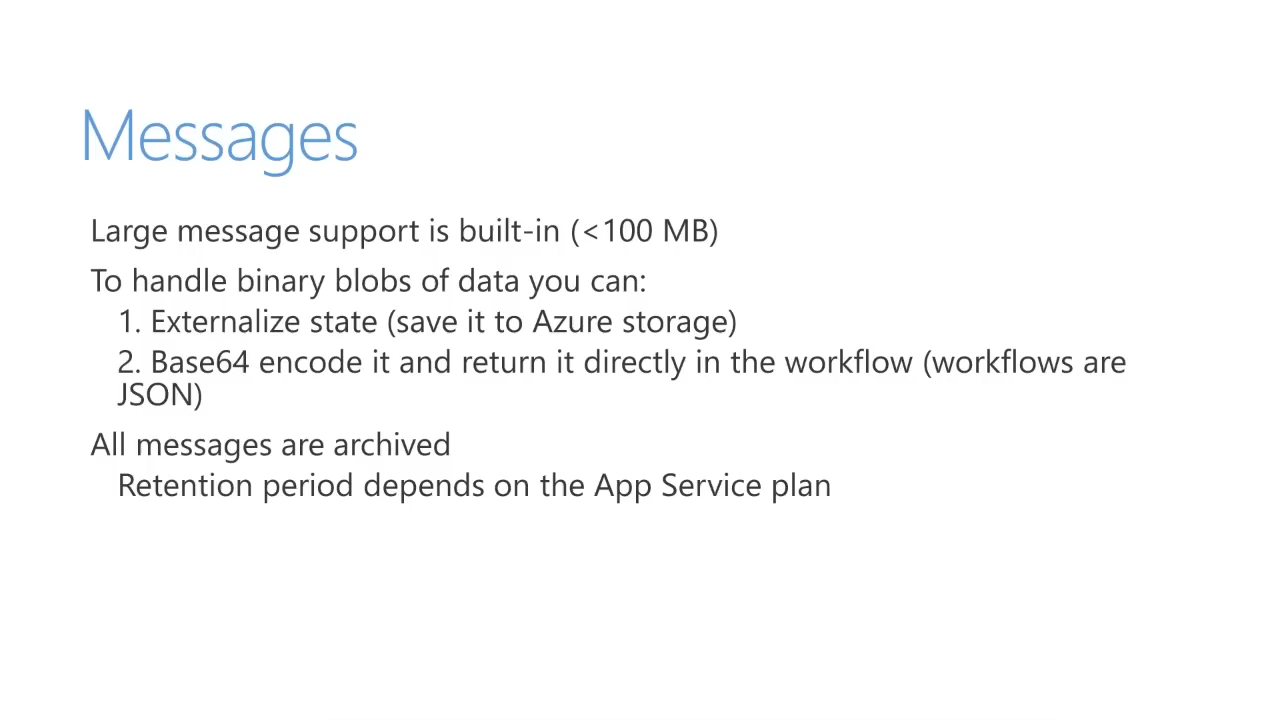 Messages
Large message support is built-in (<100 MB)
To handle binary blobs of data you can:
1. Externalize state (save it to Azure storage)
2. Base64 encode it and return it directly in the workflow (workflows are
JSON)
All messages are archived
Retention period depends on the App Service plan